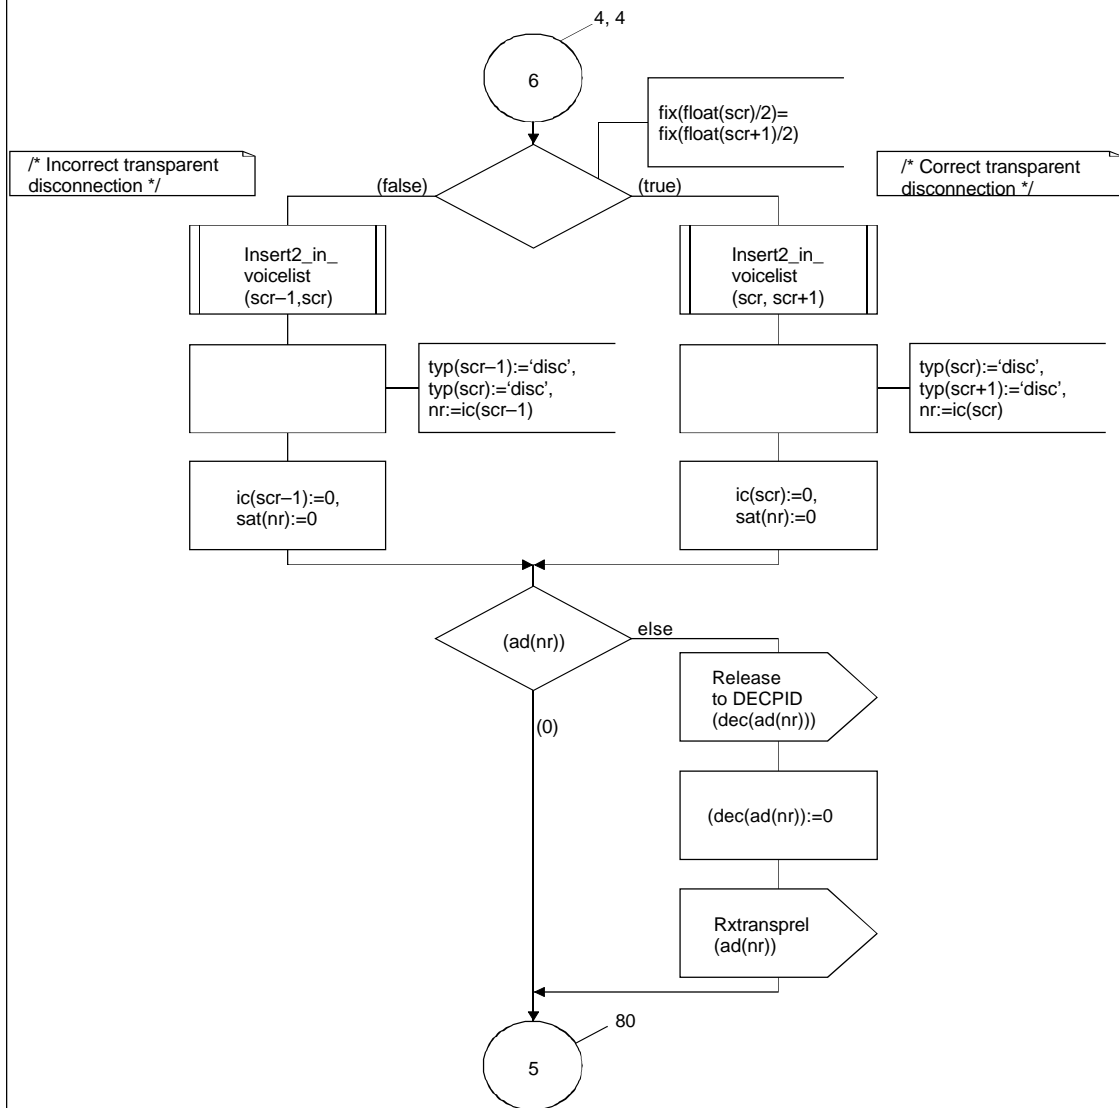 4, 4
6
fix(float(scr)/2)=
fix(float(scr+1)/2)
/* Incorrect transparent
disconnection */
/* Correct transparent
disconnection */
(false)
(true)
Insert2_in_
voicelist
(scr–1,scr)
Insert2_in_
voicelist
(scr, scr+1)
typ(scr–1):=‘disc’,
typ(scr):=‘disc’,
nr:=ic(scr–1)
typ(scr):=‘disc’,
typ(scr+1):=‘disc’,
nr:=ic(scr)
ic(scr–1):=0,
sat(nr):=0
ic(scr):=0,
sat(nr):=0
(ad(nr))
else
Release
to DECPID
(dec(ad(nr)))
(0)
(dec(ad(nr)):=0
Rxtransprel
(ad(nr))
80
5